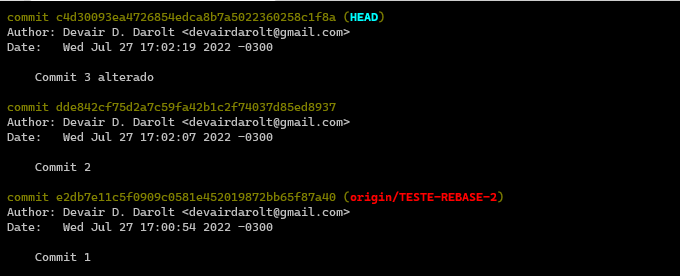 commit c4d30093ea4726854edca8b7a5022360258c1f8a (HEAD)
Author: Devair D. Darolt <devairdarolt@gmail.com>
Date:   Wed Jul 27 17:02:19 2022 -0300
Commit 3 alterado
commit dde842cf75d2a7c59fa42b1c2f74037d85ed8937
Author: Devair D. Darolt <devairdarolt@gmail.com>
Date:   Wed Jul 27 17:02:07 2022 -0300
Commit 2
commit e2db7e11c5f0909c0581e452019872bb65f87a40 (origin/TESTE-REBASE-2)
Author: Devair D. Darolt <devairdarolt@gmail.com>
Date:   Wed Jul 27 17:00:54 2022 -0300
Commit 1